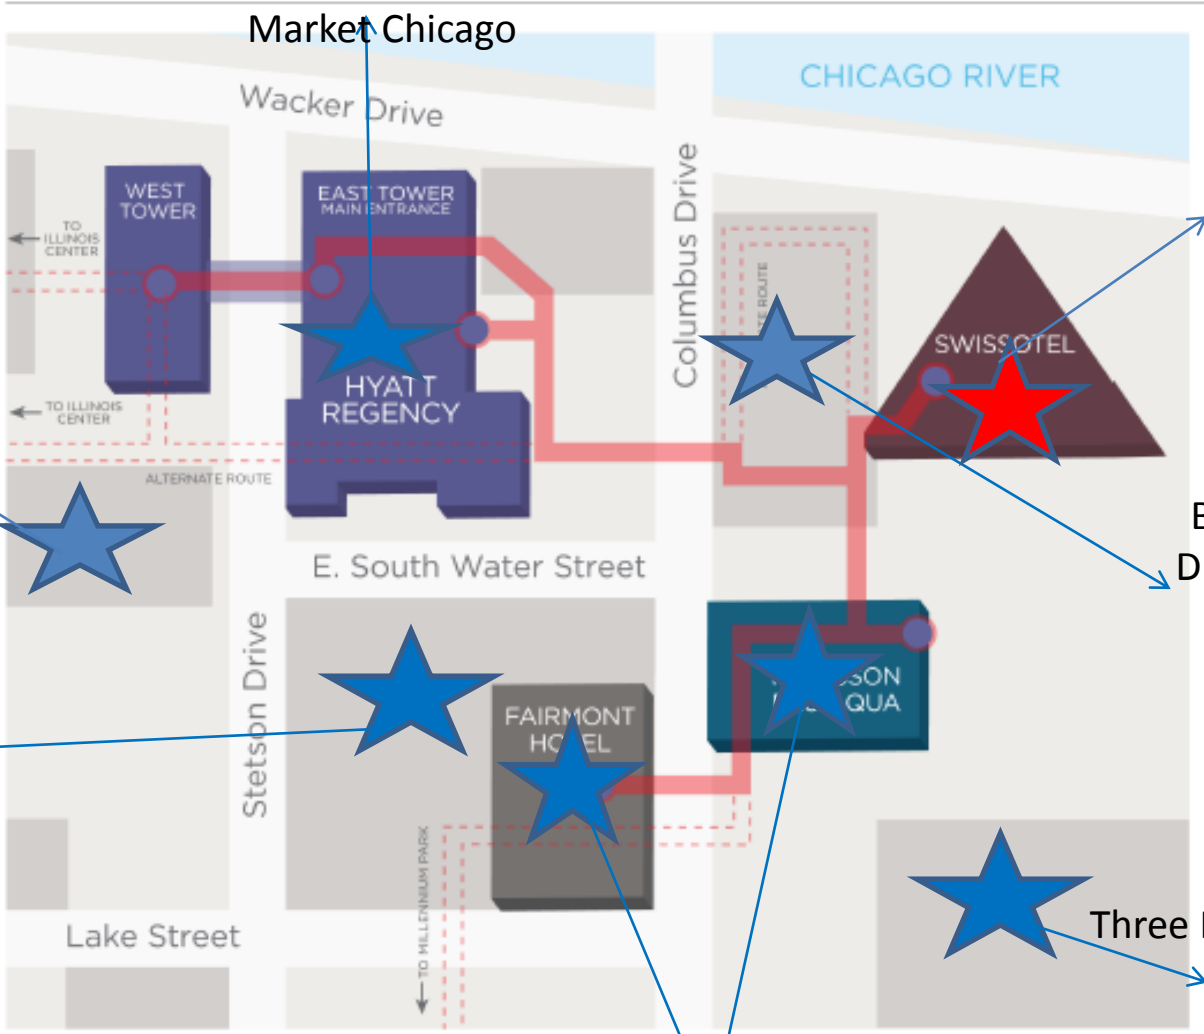 Market Chicago
CHICAGO RIVER
Wacker Drive
WEST
TOWER
EAST TOWER
MAIN ENTRANCE
TO
ILLINOIS
CENTER
Columbus Drive
ROUTE
SWISSOTEL
HYATT
REGENCY
TO ILLINOIS
CENTER
ALTERNATE ROUTE
E. South Water Street
Stetson Drive
FAIRMONT
HOTEL
QUA
TO MILLENNIUM PARK
Lake Street
Three